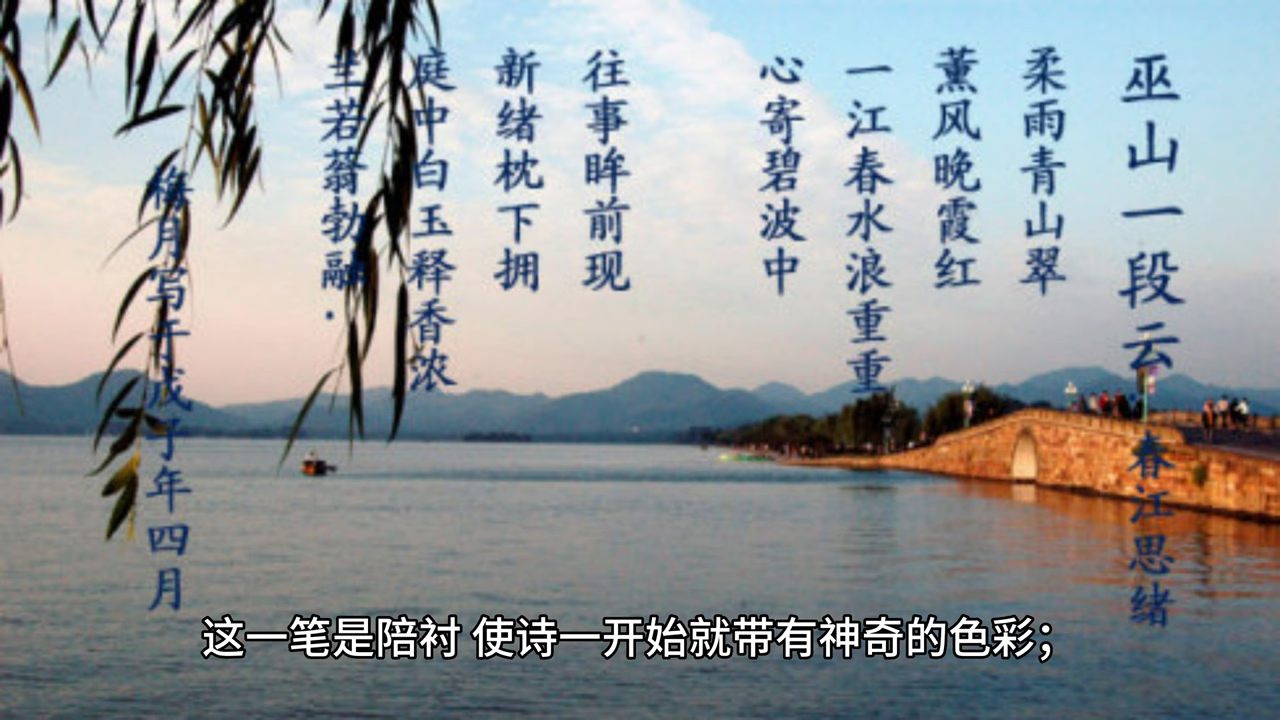 巫山一段云 春江思绪
柔雨青山翠
薰风晚霞红
一江春水浪重重
心寄碧波中
往事眸前现
新绪枕下拥
庭中白玉释香浓
若蓊勃融.
月写于戊子年四月
这一笔是陪衬 使诗一开始就带有神奇的色彩；